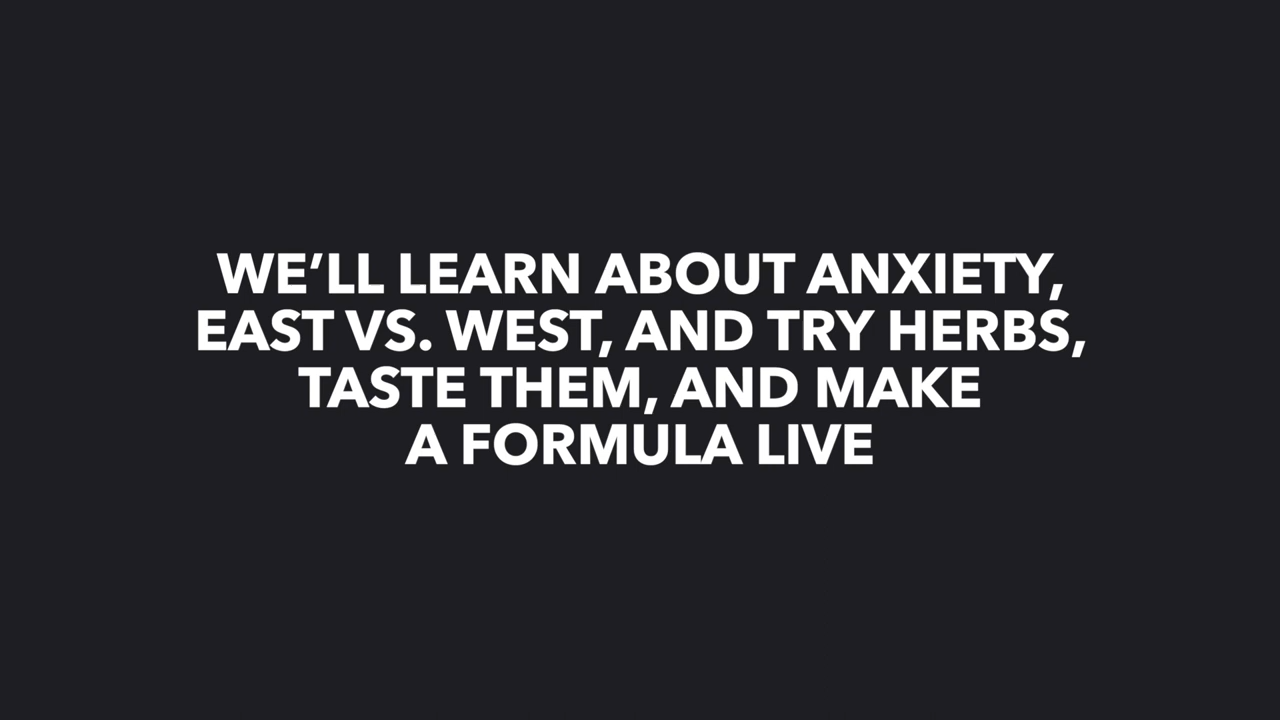 WE’LL LEARN ABOUT ANXIETY,
EAST VS. WEST, AND TRY HERBS,
TASTE THEM, AND MAKE
A FORMULA LIVE